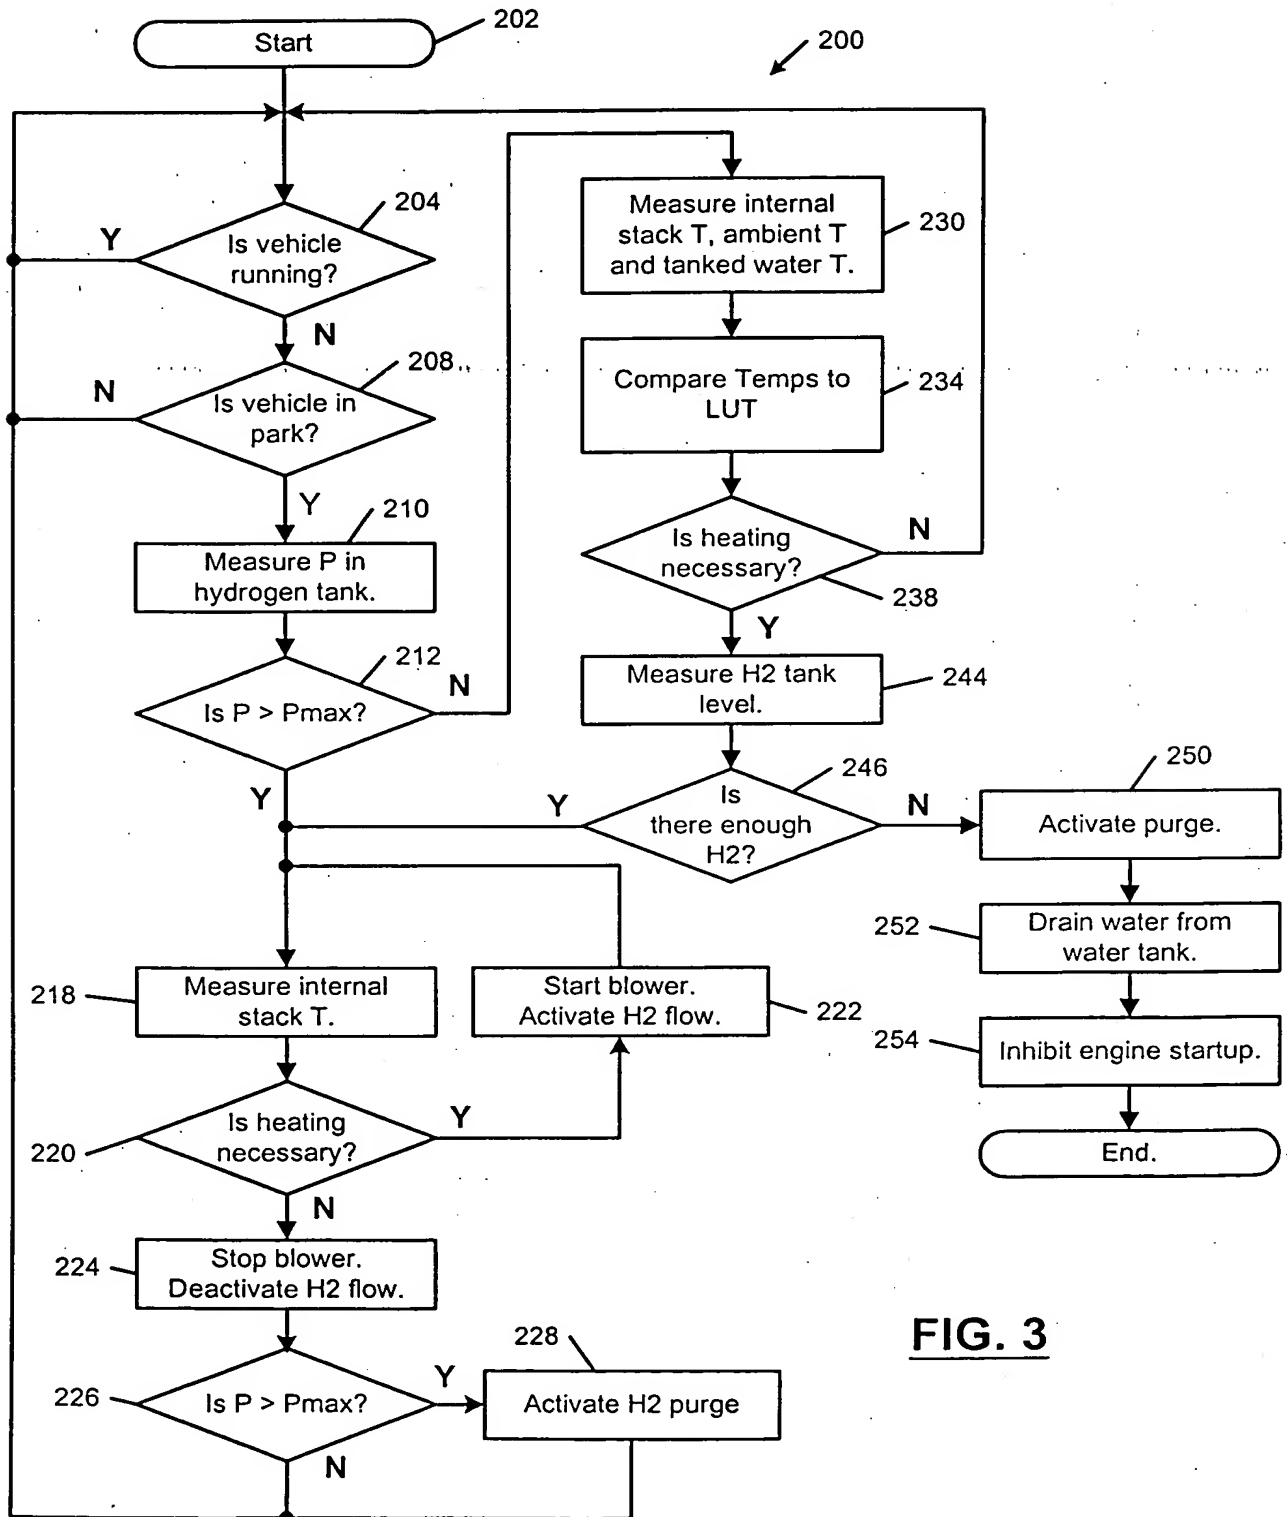 Start
202
200
Is vehicle
running?
204
Y
N
Is vehicle in
park?
208
N
Y
Measure P in
hydrogen tank.
210
Is P > Pmax?
212
N
Y
Measure internal
stack T, ambient T
and tanked water T.
230
Compare Temps to
LUT
234
Is heating
necessary?
238
N
Y
Measure H2 tank
level.
244
Is
there enough
H2?
246
Y
N
Activate purge.
250
Drain water from
water tank.
252
Inhibit engine startup.
254
End.
Measure internal
stack T.
218
Start blower.
Activate H2 flow.
222
Is heating
necessary?
220
Y
N
Stop blower.
Deactivate H2 flow.
224
Is P > Pmax?
226
Y
N
Activate H2 purge
228
FIG. 3